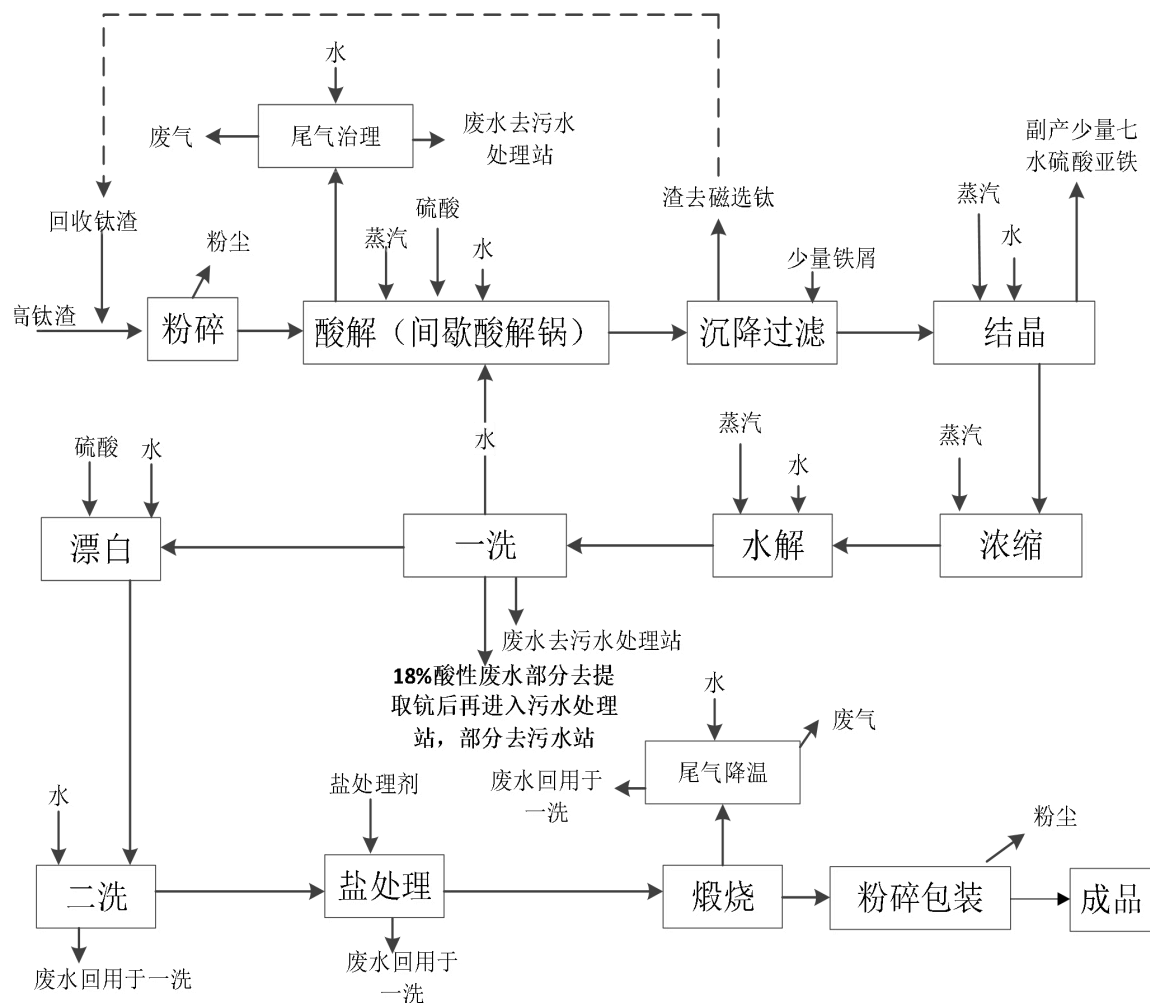 水
废气
尾气治理
废水去污水
处理站
副产少量七
水硫酸亚铁
回收钛渣
粉尘
蒸汽
硫酸
水
渣去磁选钛
少量铁屑
蒸汽
水
高钛渣
粉碎
酸解（间歇酸解锅）
沉降过滤
结晶
硫酸
水
水
蒸汽
水
蒸汽
漂白
一洗
水解
浓缩
废水去污水处理站
18%酸性废水部分去提
取钪后再进入污水处理
站，部分去污水站
水
废气
尾气降温
废水回用于
一洗
水
盐处理剂
粉尘
二洗
盐处理
煅烧
粉碎包装
成品
废水回用于一洗
废水回用于
一洗